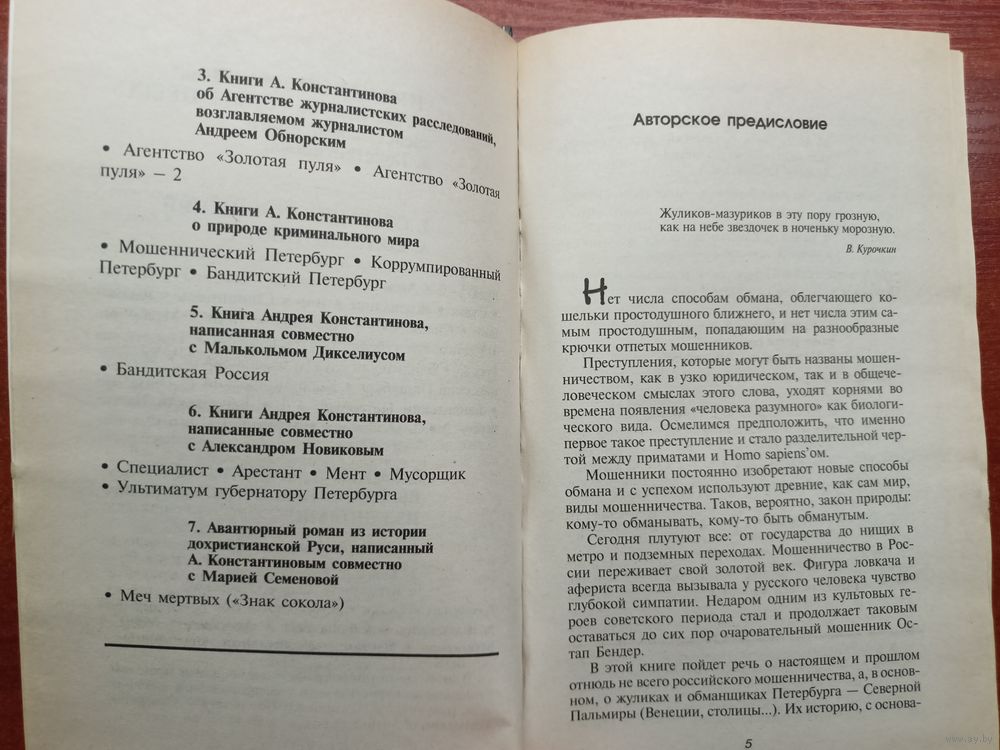 3. Книги А. Константинова
об Агентстве журналистских расследований,
возглавляемом журналистом
Андреем Обнорским
• Агентство «Золотая пуля» • Агентство «Золотая
пуля» – 2
4. Книги А. Константинова
о природе криминального мира
• Мошеннический Петербург • Коррумпированный
Петербург • Бандитский Петербург
5. Книга Андрея Константинова,
написанная совместно
с Малькольмом Дикселиусом
• Бандитская Россия
6. Книги Андрея Константинова,
написанные совместно
с Александром Новиковым
• Специалист • Арестант • Мент • Мусорщик
• Ультиматум губернатору Петербурга
7. Авантюрный роман из истории
дохристианской Руси, написанный
А. Константиновым совместно
с Марией Семеновой
• Меч мертвых («Знак сокола»)
Авторское предисловие
Жуликов-мазуриков в эту пору грозную,
как на небе звездочек в ноченьку морозную.
В. Курочкин
Нет числа способам обмана, облегчающего ко-
шельки простодушного ближнего, и нет числа этим са-
мым простодушным, попадающим на разнообразные
крючки отпетых мошенников.
Преступления, которые могут быть названы мошен-
ничеством, как в узко юридическом, так и в общече-
ловеческом смыслах этого слова, уходят корнями во
времена появления «человека разумного» как биологи-
ческого вида. Осмелимся предположить, что именно
первое такое преступление и стало разделительной чер-
той между приматами и Homo sapiens'ом.
Мошенники постоянно изобретают новые способы
обмана и с успехом используют древние, как сам мир,
виды мошенничества. Таков, вероятно, закон природы:
кому-то обманывать, кому-то быть обманутым.
Сегодня плутуют все: от государства до нищих в
метро и подземных переходах. Мошенничество в Рос-
сии переживает свой золотой век. Фигура ловкача и
афериста всегда вызывала у русского человека чувство
глубокой симпатии. Недаром одним из культовых ге-
роев советского периода стал и продолжает таковым
оставаться до сих пор очаровательный мошенник Ос-
тап Бендер.
В этой книге пойдет речь о настоящем и прошлом
отнюдь не всего российского мошенничества, а, в основ-
ном, о жуликах и обманщиках Петербурга — Северной
Пальмиры (Венеции, столицы...). Их историю, с основа-
5
www.ay.by